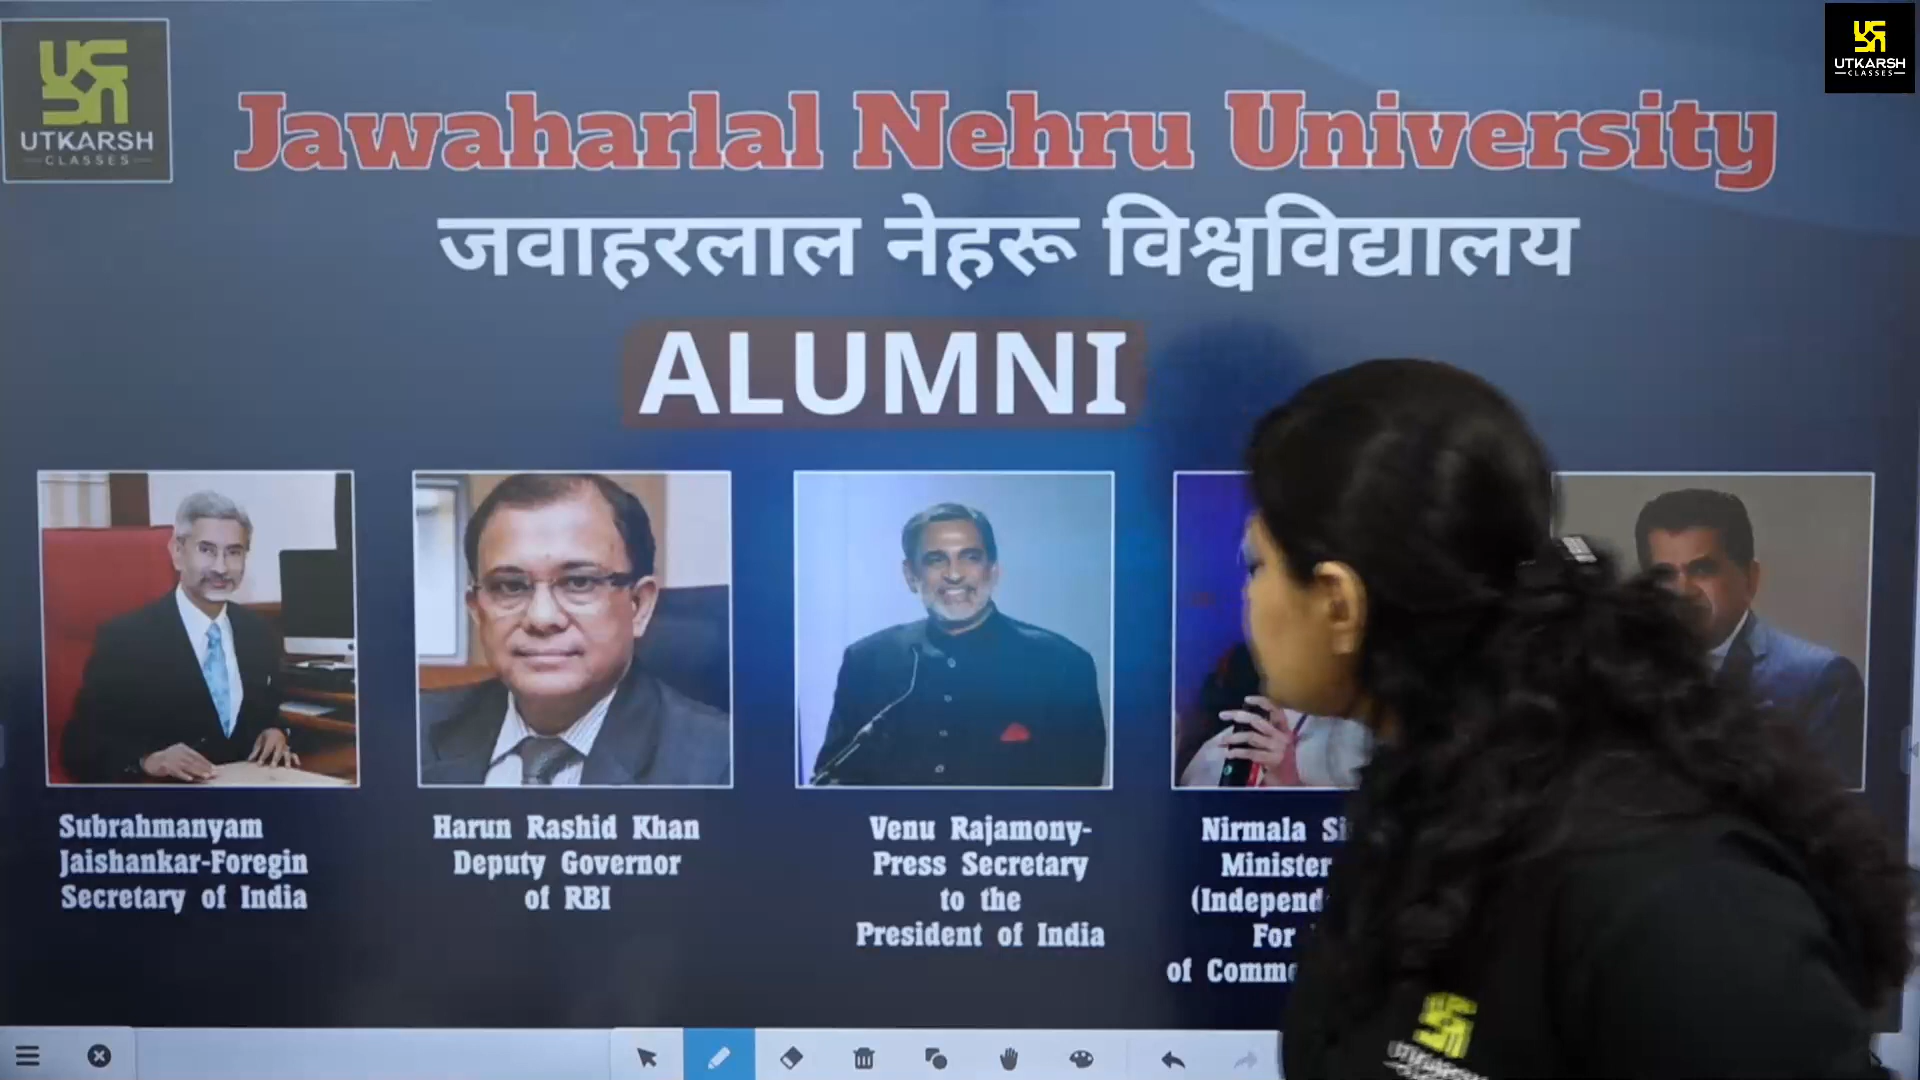 UTKARSH
CLASSES
UTKARSH
CLASSES
Jawaharlal Nehru University
जवाहरलाल नेहरू विश्वविद्यालय
ALUMNI
Subrahmanyam
Jaishankar-Foregin
Secretary of India
Harun Rashid Khan
Deputy Governor
of RBI
Venu Rajamony-
Press Secretary
to the
President of India
Nirmala
Minister
For
of
UTKARSH